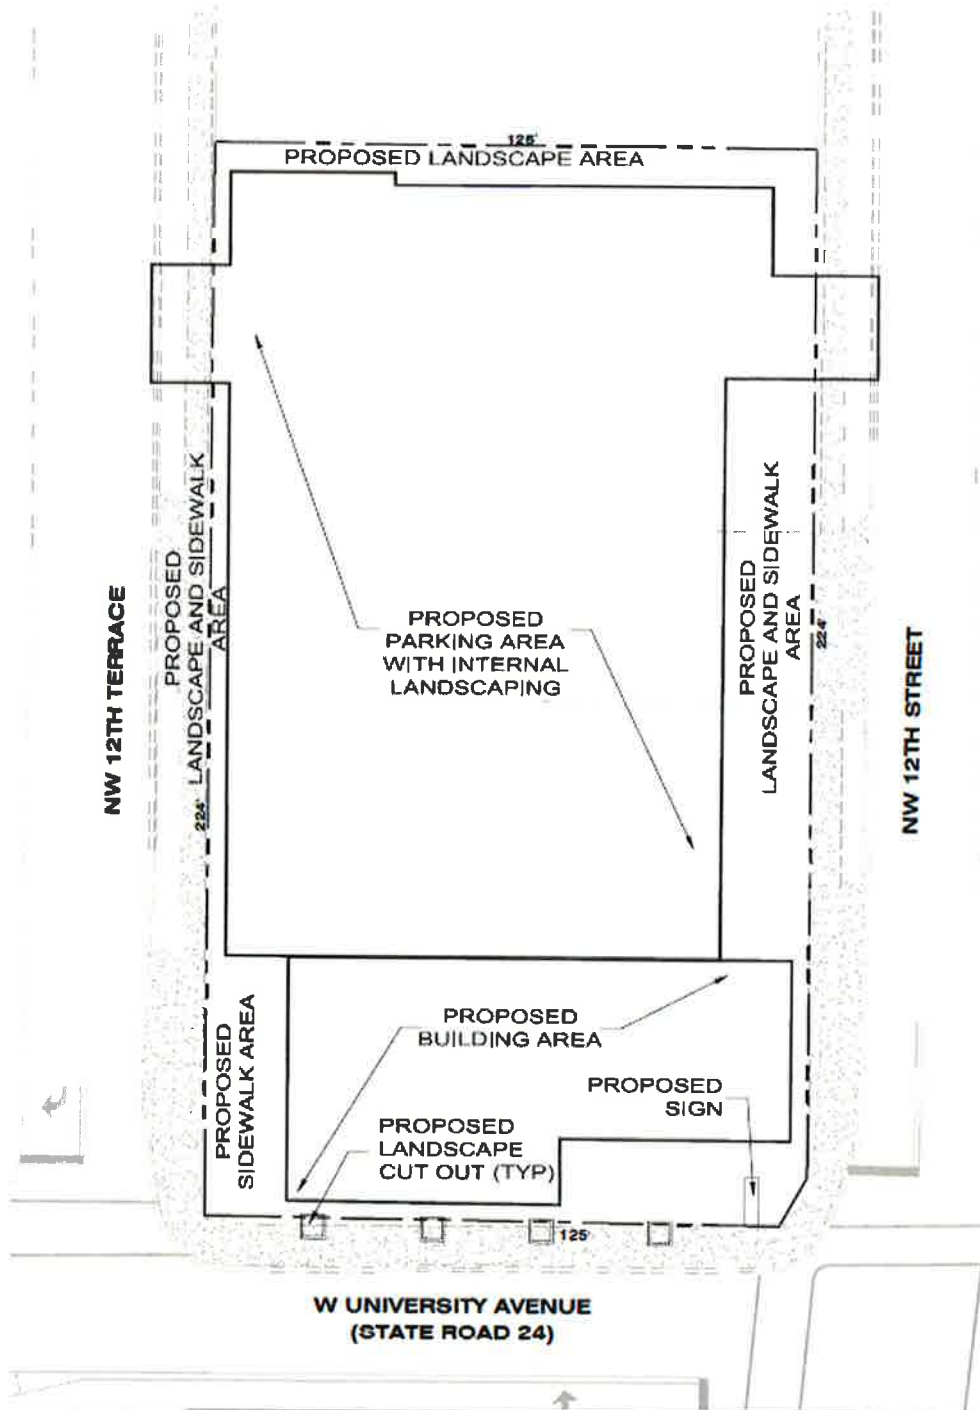 125'
PROPOSED LANDSCAPE AREA
PROPOSED
LANDSCAPE AND SIDEWALK
AREA
224'
NW 12TH TERRACE
PROPOSED
PARKING AREA
WITH INTERNAL
LANDSCAPING
PROPOSED
LANDSCAPE AND SIDEWALK
AREA
224'
NW 12TH STREET
PROPOSED
SIDEWALK AREA
PROPOSED
BUILDING AREA
PROPOSED
SIGN
PROPOSED
LANDSCAPE
CUT OUT (TYP)
125'
W UNIVERSITY AVENUE
(STATE ROAD 24)